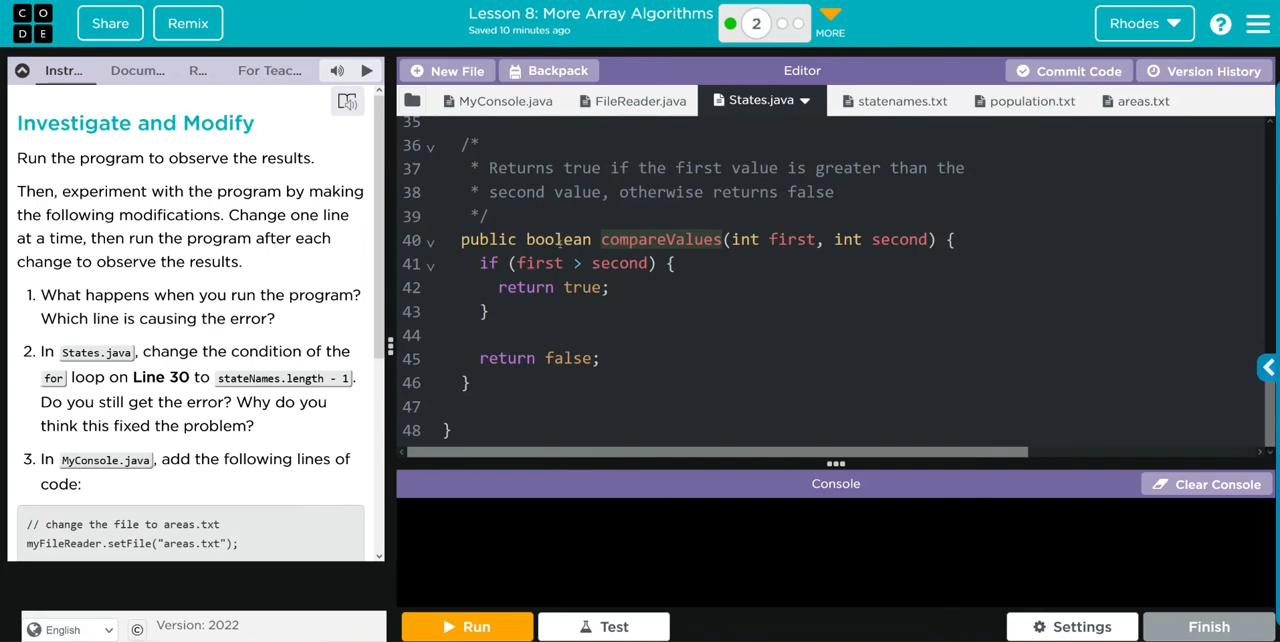 C O
D E
Share
Remix
Lesson 8: More Array Algorithms
Saved 10 minutes ago
2
MORE
Rhodes
?
Instr...
Docum...
R...
For Teac...
New File
Backpack
Editor
Commit Code
Version History
MyConsole.java
FileReader.java
States.java
statenames.txt
population.txt
areas.txt
Investigate and Modify
Run the program to observe the results.
Then, experiment with the program by making
the following modifications. Change one line
at a time, then run the program after each
change to observe the results.
1. What happens when you run the program?
Which line is causing the error?
2. In States.java, change the condition of the
for loop on Line 30 to stateNames.length - 1.
Do you still get the error? Why do you
think this fixed the problem?
3. In MyConsole.java, add the following lines of
code:
// change the file to areas.txt
myFileReader.setFile("areas.txt");
35
36 /*
37 * Returns true if the first value is greater than the
38 * second value, otherwise returns false
39 */
40 public boolean compareValues(int first, int second) {
41 if (first > second) {
42 return true;
43 }
44
45 return false;
46 }
47
48 }
Console
Clear Console
English
©
Version: 2022
Run
Test
Settings
Finish